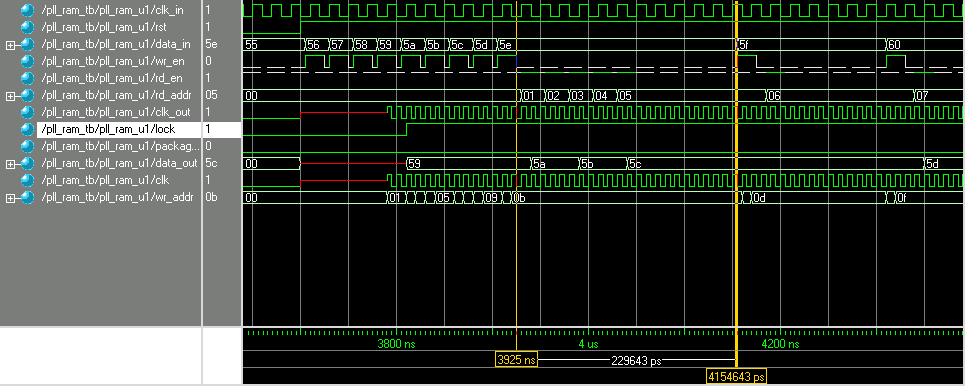 /pll_ram_tb/pll_ram_u1/clk_in 1
/pll_ram_tb/pll_ram_u1/rst 1
/pll_ram_tb/pll_ram_u1/data_in 5e 55 56 57 58 59 5a 5b 5c 5d 5e 5f 60
/pll_ram_tb/pll_ram_u1/wr_en 0
/pll_ram_tb/pll_ram_u1/rd_en 1
/pll_ram_tb/pll_ram_u1/rd_addr 05 00 01 02 03 04 05 06 07
/pll_ram_tb/pll_ram_u1/clk_out 1
/pll_ram_tb/pll_ram_u1/lock 1
/pll_ram_tb/pll_ram_u1/packag... 0
/pll_ram_tb/pll_ram_u1/data_out 5c 00 59 5a 5b 5c 5d
/pll_ram_tb/pll_ram_u1/clk 1
/pll_ram_tb/pll_ram_u1/wr_addr 0b 00 01 05 09 0b 0d 0f
3800 ns 4 us 4200 ns
3925 ns 229643 ps
4154643 ps